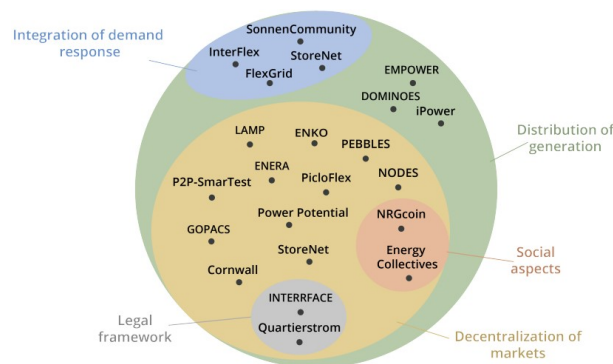 SonnenCommunity
Integration of demand
response
InterFlex
StoreNet
FlexGrid
EMPOWER
DOMINOES
iPower
Distribution of
generation
LAMP
ENKO
PEBBLES
ENERA
P2P-SmarTest
PicloFlex
NODES
Power Potential
NRGcoin
GOPACS
Energy
Collectives
StoreNet
Social
aspects
Cornwall
INTERRFACE
Legal
framework
Quartierstrom
Decentralization of
markets